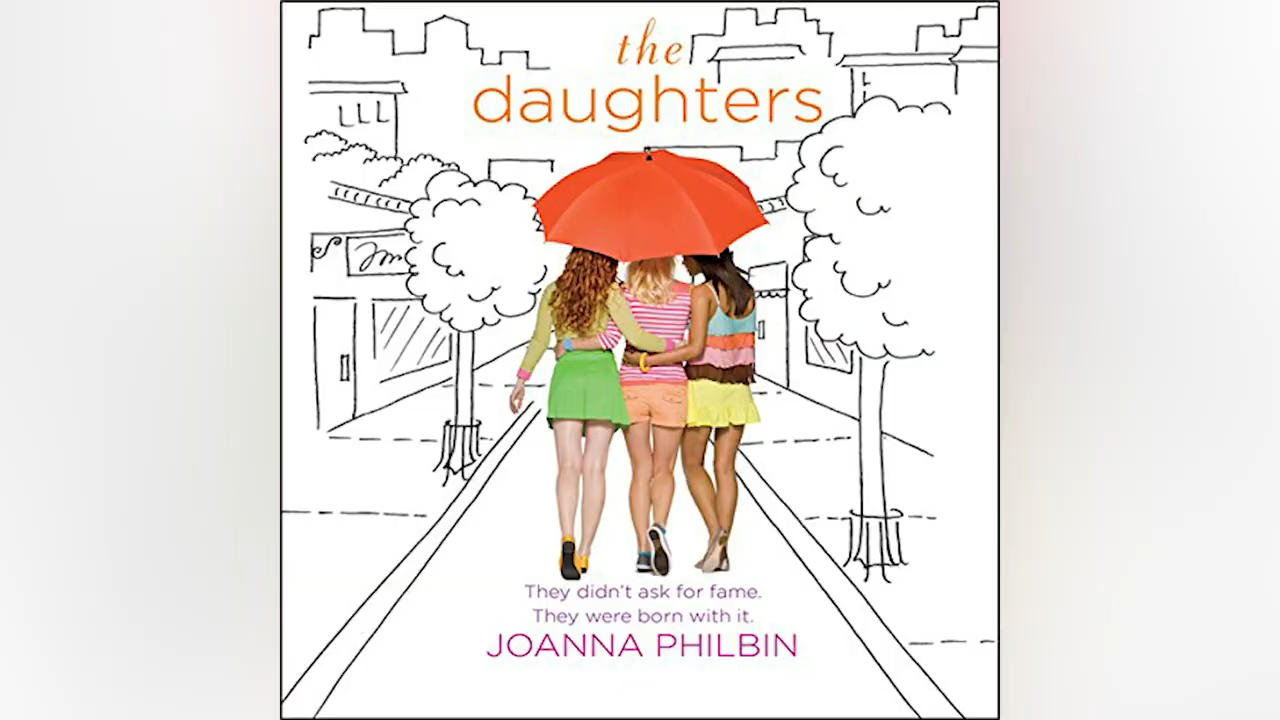 the
daughters
They didn't ask for fame.
They were born with it.
JOANNA PHILBIN